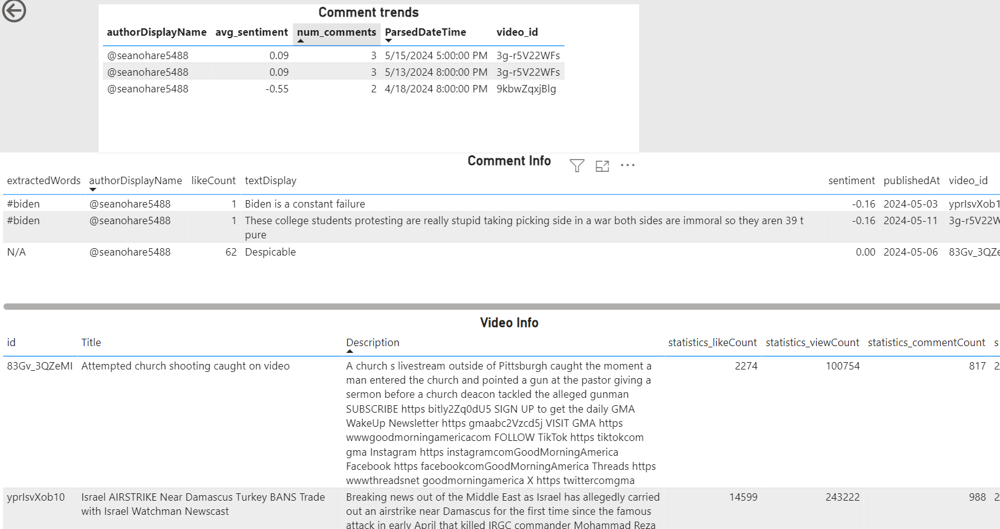 Comment trends
authorDisplayName avg_sentiment num_comments ParsedDateTime video_id
@seanohare5488 0.09 3 5/15/2024 5:00:00 PM 3g-r5V22WFs
@seanohare5488 0.09 3 5/13/2024 8:00:00 PM 3g-r5V22WFs
@seanohare5488 -0.55 2 4/18/2024 8:00:00 PM 9kbwZqxjBlg
Comment Info
extractedWords authorDisplayName likeCount textDisplay sentiment publishedAt video_id
#biden @seanohare5488 1 Biden is a constant failure -0.16 2024-05-03 yprIsvXob1
#biden @seanohare5488 1 These college students protesting are really stupid taking picking side in a war both sides are immoral so they aren 39 t -0.16 2024-05-11 3g-r5V22W
pure
N/A @seanohare5488 62 Despicable 0.00 2024-05-06 83Gv_3QZe
Video Info
id Title Description statistics_likeCount statistics_viewCount statistics_commentCount s
83Gv_3QZeMI Attempted church shooting caught on video A church s livestream outside of Pittsburgh caught the moment a 2274 100754 817 2
man entered the church and pointed a gun at the pastor giving a
sermon before a church deacon tackled the alleged gunman
SUBSCRIBE https bitly2Zq0dU5 SIGN UP to get the daily GMA
WakeUp Newsletter https gmaabc2Vzcd5j VISIT GMA https
wwwgoodmorningamericacom FOLLOW TikTok https tiktokcom
gma Instagram https instagramcomGoodMorningAmerica
Facebook https facebookcomGoodMorningAmerica Threads https
wwwthreadsnet goodmorningamerica X https twittercomgma
yprIsvXob10 Israel AIRSTRIKE Near Damascus Turkey BANS Trade Breaking news out of the Middle East as Israel has allegedly carried 14599 243222 988 2
with Israel Watchman Newscast out an airstrike near Damascus for the first time since the famous
attack in early April that killed IRGC commander Mohammad Reza